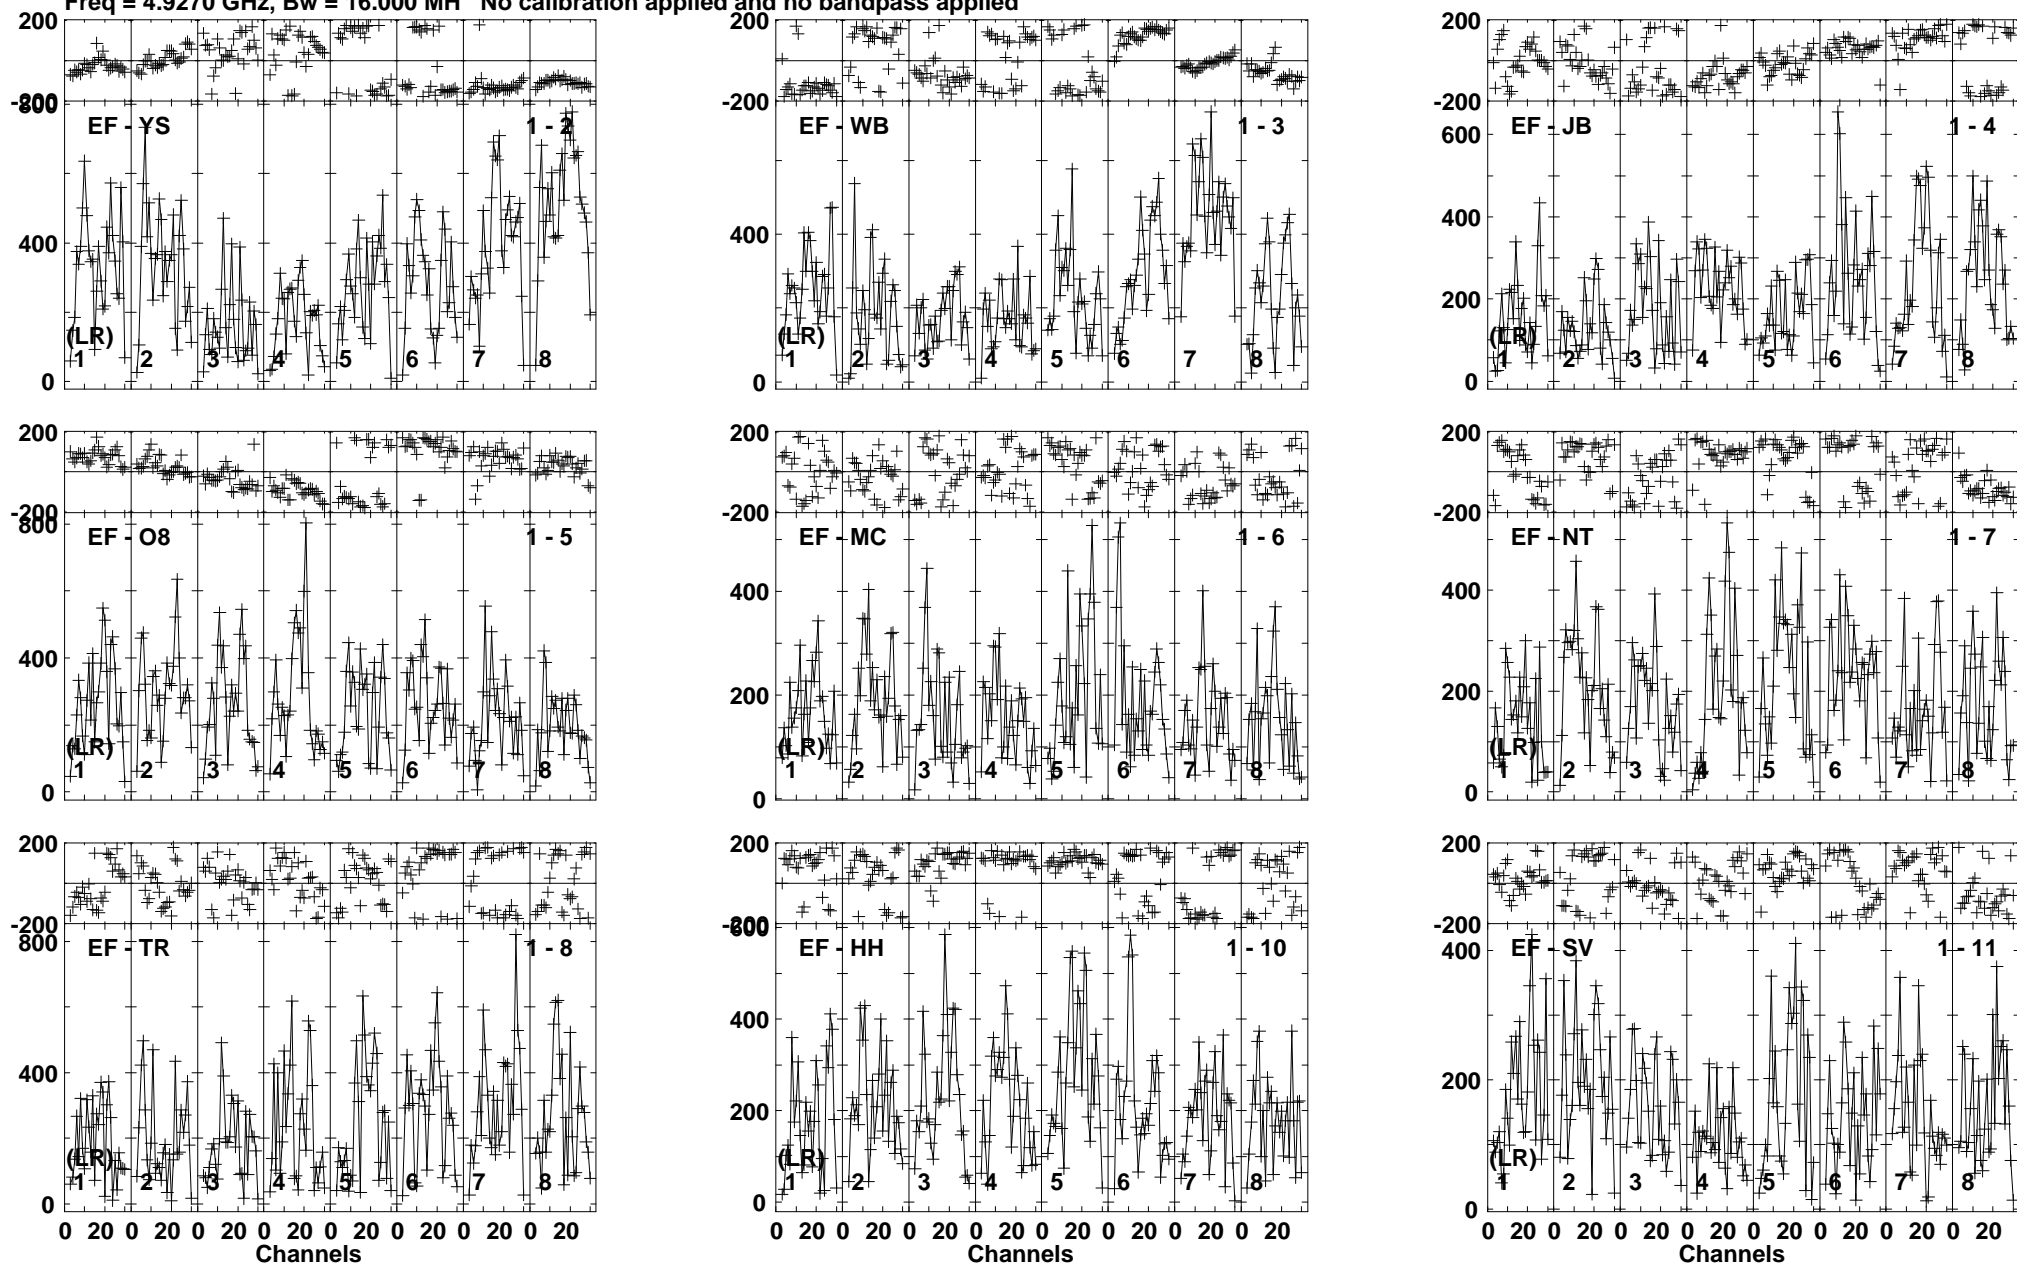 Freq = 4.9270 GHz, Bw = 16.000 MH No calibration applied and no bandpass applied
200 200 200
-200 -200
800 600
EF - YS 1 - 2 EF - WB 1 - 3 EF - JB 1 - 4
400 400 400
200
(LR) (LR) (LR)
1 2 3 4 5 6 7 8 1 2 3 4 5 6 7 8 1 2 3 4 5 6 7 8
0 0 0
200 200 200
-200 -200 -200
800
EF - O8 1 - 5 EF - MC 1 - 6 EF - NT 1 - 7
400 400 400
200 200
(LR) (LR) (LR)
1 2 3 4 5 6 7 8 1 2 3 4 5 6 7 8 1 2 3 4 5 6 7 8
0 0 0
200 200 200
-200 -200 -200
800 600 400
EF - TR 1 - 8 EF - HH 1 - 10 EF - SV 1 - 11
400 400 200
200
(LR) (LR) (LR)
1 2 3 4 5 6 7 8 1 2 3 4 5 6 7 8 1 2 3 4 5 6 7 8
0 0 0
0 20 0 20 0 20 0 20 0 20 0 20 0 20 0 20 0 20 0 20 0 20 0 20 0 20 0 20 0 20 0 20 0 20 0 20 0 20 0 20 0 20 0 20 0 20 0 20
Channels Channels Channels